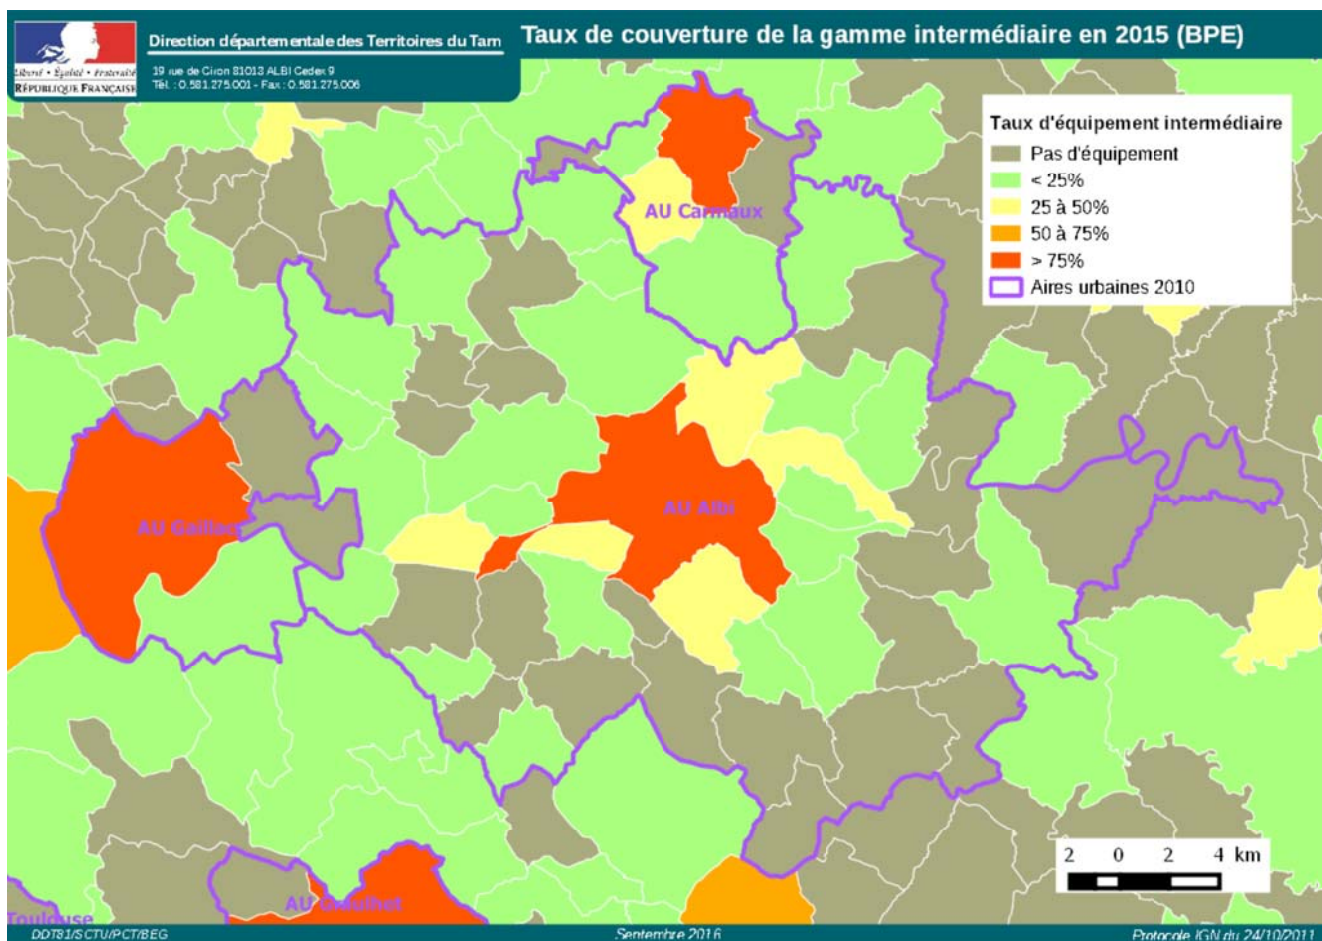 Liberté • Égalité • Fraternité
RÉPUBLIQUE FRANÇAISE
Direction départementale des Territoires du Tarn
19 rue de Ciron 81013 ALBI Cedex 9
Tél. : 0.581.275.001 - Fax : 0.581.275.006
Taux de couverture de la gamme intermédiaire en 2015 (BPE)
Taux d'équipement intermédiaire
Pas d'équipement
< 25%
25 à 50%
50 à 75%
> 75%
Aires urbaines 2010
AU Carmaux
AU Albi
AU Gaillac
AU Graulhet
Toulouse
2 0 2 4 km
DDT81/SCTU/PCT/BEG
Septembre 2016
Protocole IGN du 24/10/2011